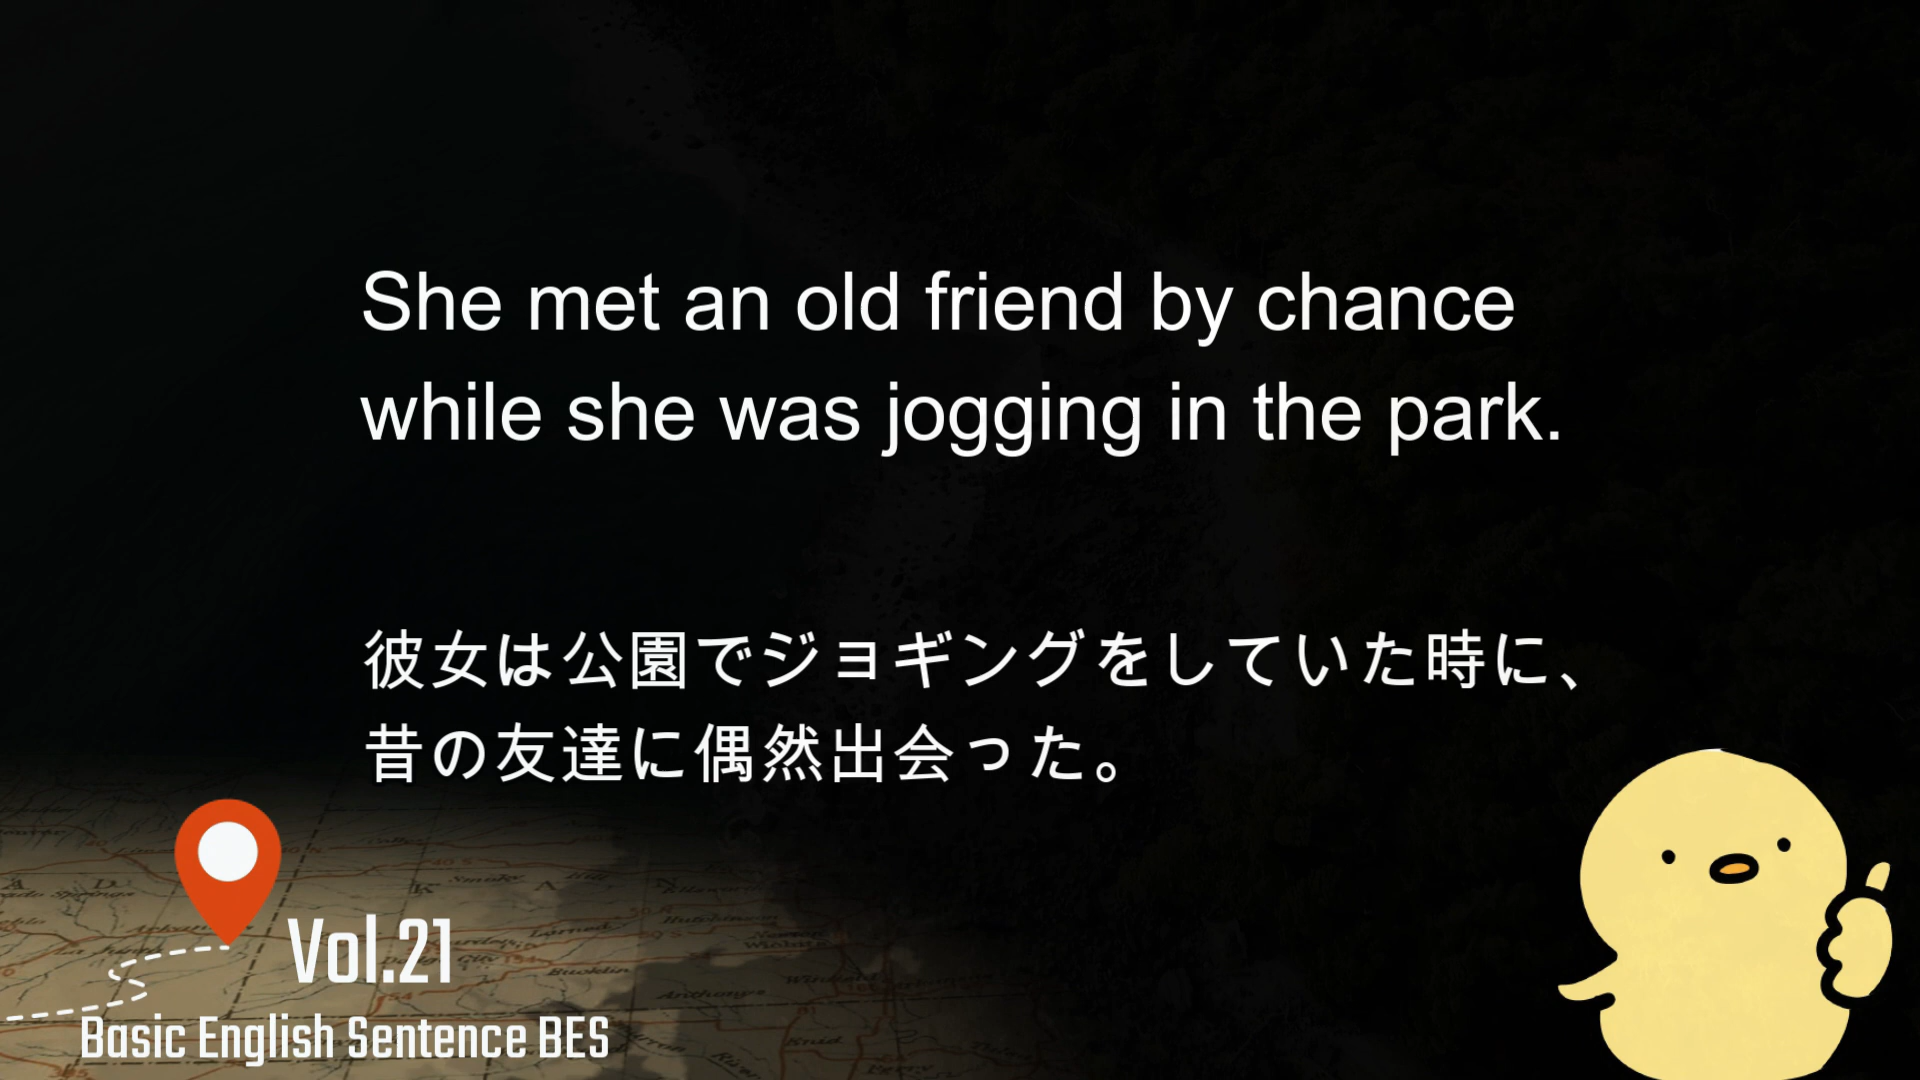 She met an old friend by chance
while she was jogging in the park.
彼女は公園でジョギングをしていた時に、
昔の友達に偶然出会った。
Vol.21
Basic English Sentence BES